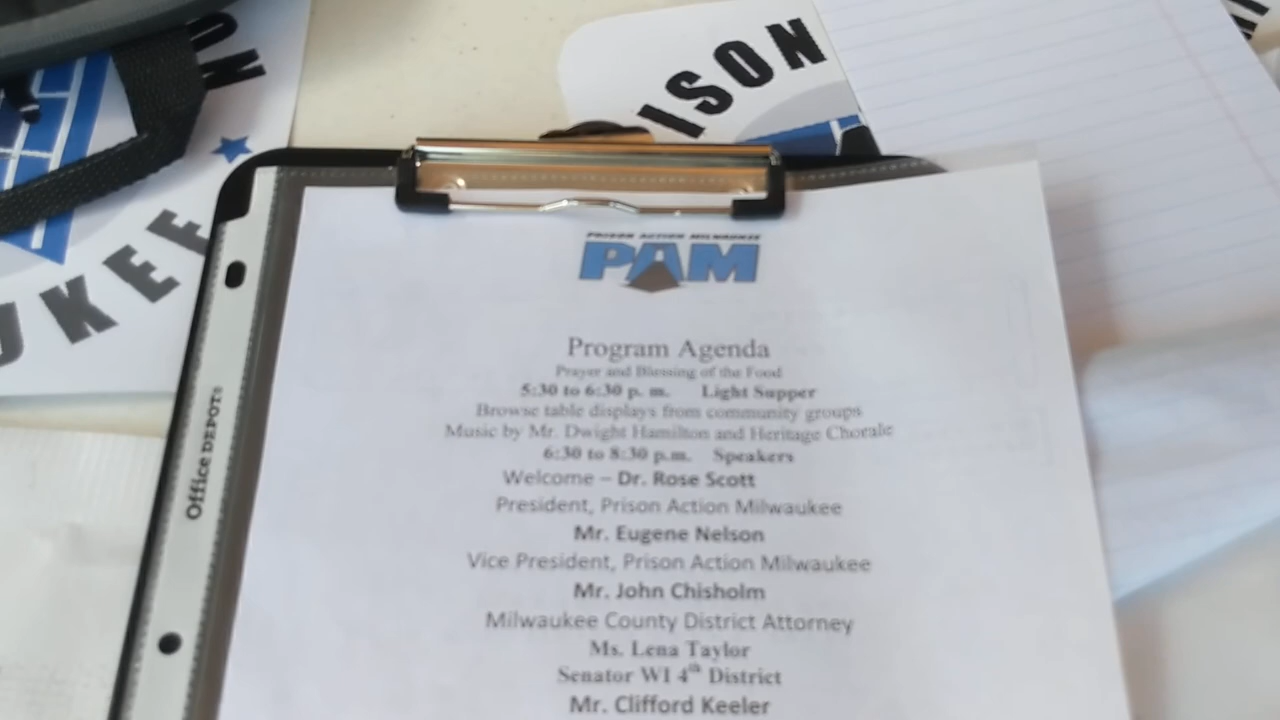 ISON
UKEE
Office DEPOT
PRISON ACTION MILWAUKEE
PAM
Program Agenda
Prayer and Blessing of the Food
5:30 to 6:30 p. m. Light Supper
Browse table displays from community groups
Music by Mr. Dwight Hamilton and Heritage Chorale
6:30 to 8:30 p.m. Speakers
Welcome – Dr. Rose Scott
President, Prison Action Milwaukee
Mr. Eugene Nelson
Vice President, Prison Action Milwaukee
Mr. John Chisholm
Milwaukee County District Attorney
Ms. Lena Taylor
Senator WI 4th District
Mr. Clifford Keeler